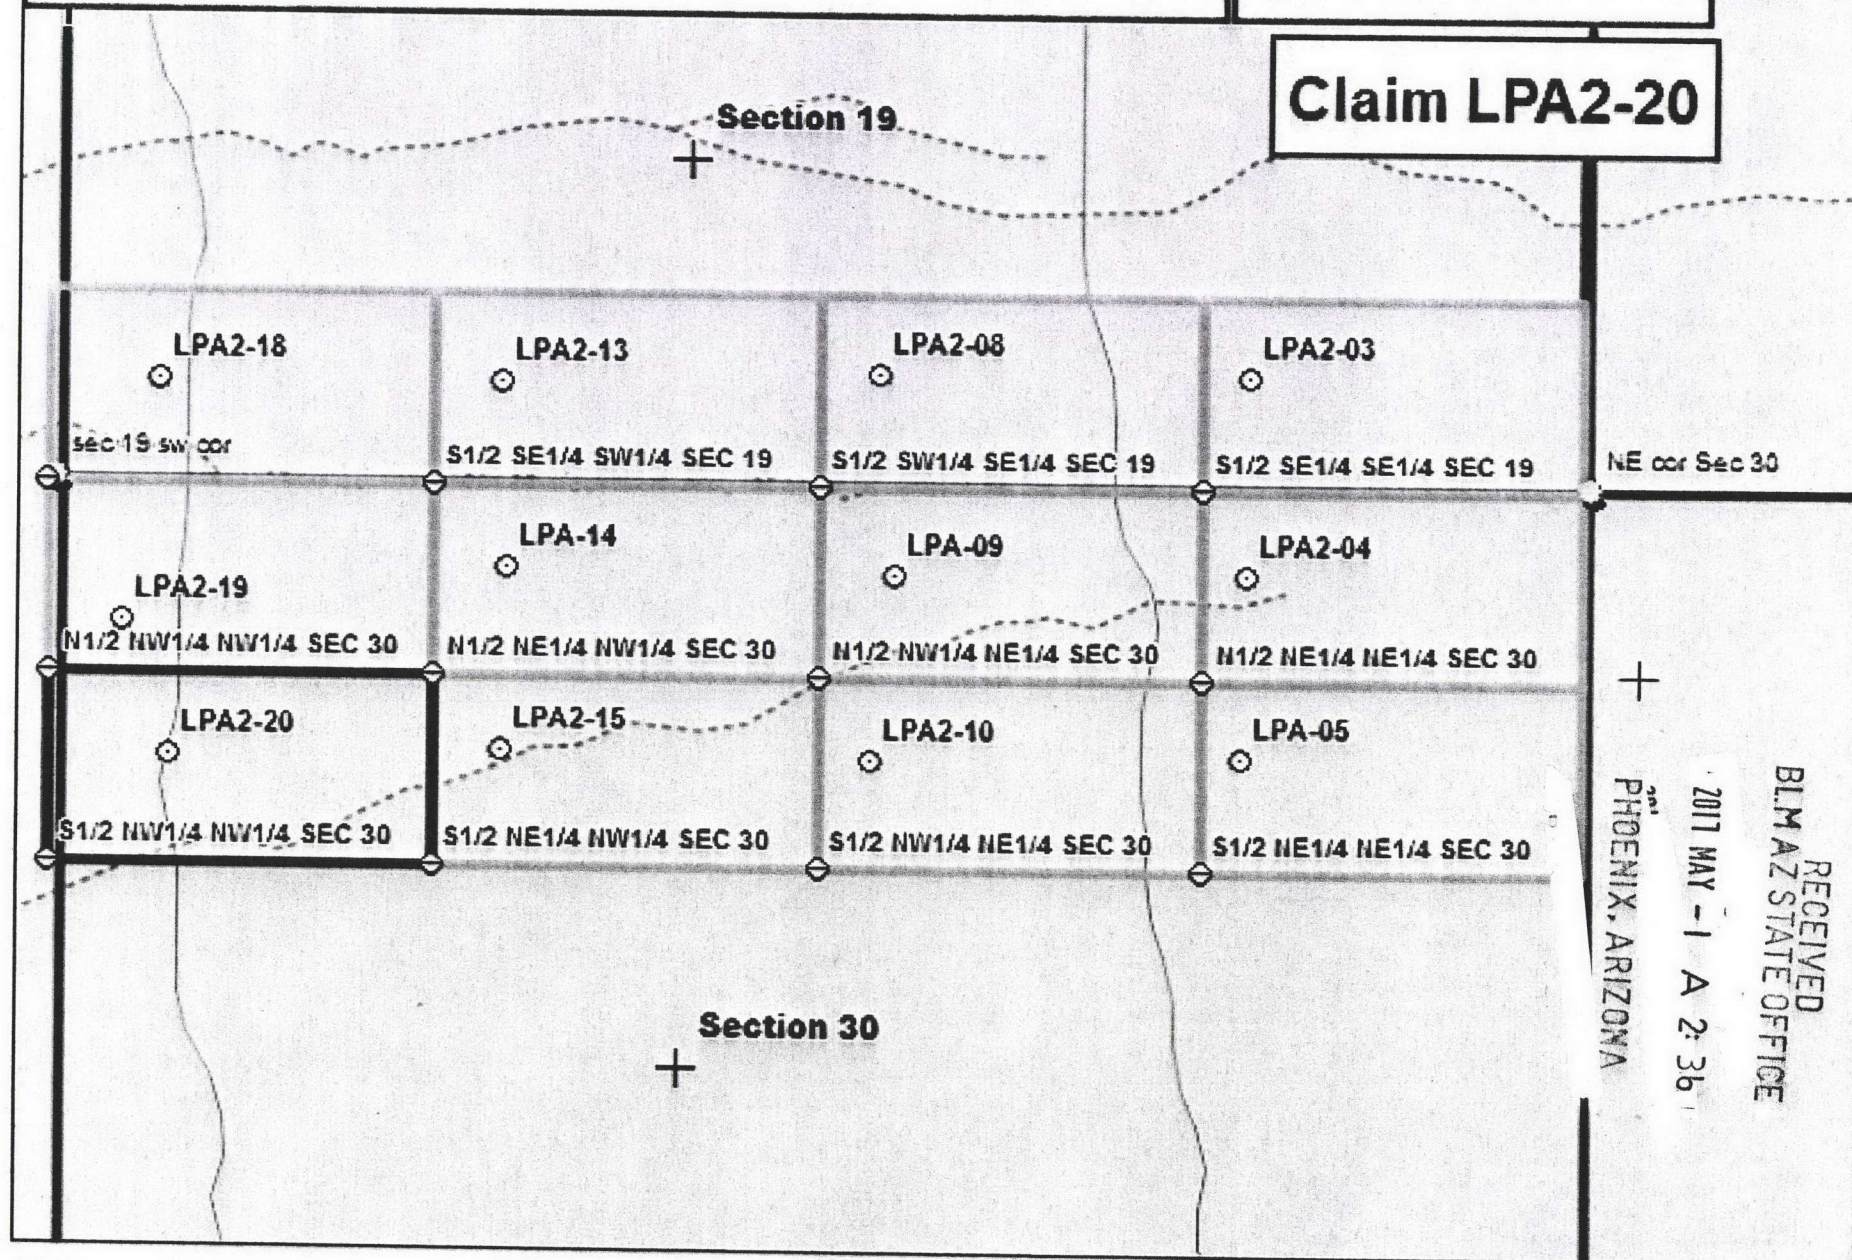 Claim LPA2-20
Section 19
LPA2-18
LPA2-13
LPA2-08
LPA2-03
sec 19 sw cor
S1/2 SE1/4 SW1/4 SEC 19
S1/2 SW1/4 SE1/4 SEC 19
S1/2 SE1/4 SE1/4 SEC 19
NE cor Sec 30
LPA2-19
LPA-14
LPA-09
LPA2-04
N1/2 NW1/4 NW1/4 SEC 30
N1/2 NE1/4 NW1/4 SEC 30
N1/2 NW1/4 NE1/4 SEC 30
N1/2 NE1/4 NE1/4 SEC 30
LPA2-20
LPA2-15
LPA2-10
LPA-05
S1/2 NW1/4 NW1/4 SEC 30
S1/2 NE1/4 NW1/4 SEC 30
S1/2 NW1/4 NE1/4 SEC 30
S1/2 NE1/4 NE1/4 SEC 30
Section 30
RECEIVED
BLM AZ STATE OFFICE
2017 MAY -1 A 2:36
PHOENIX, ARIZONA